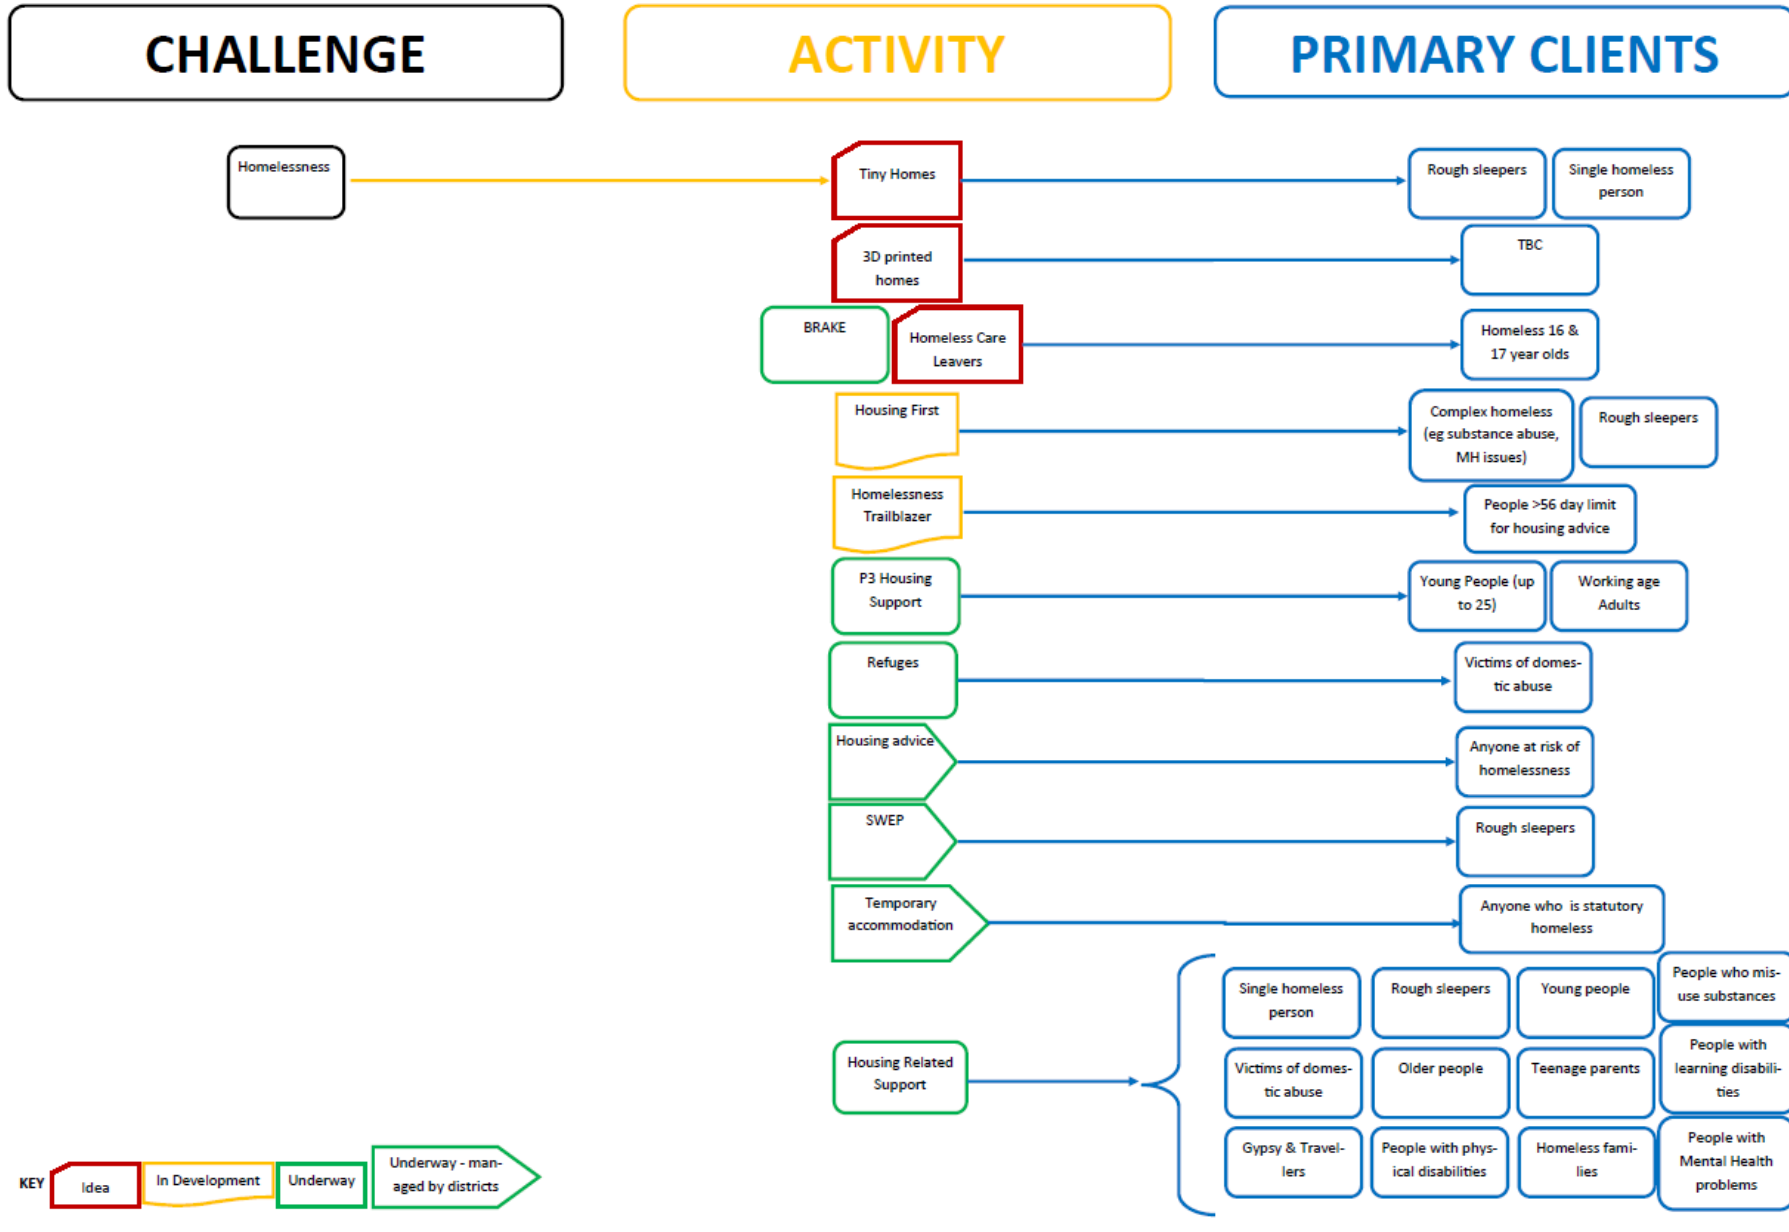 CHALLENGE
ACTIVITY
PRIMARY CLIENTS
Homelessness
Tiny Homes
Rough sleepers
Single homeless
person
3D printed
homes
TBC
BRAKE
Homeless Care
Leavers
Homeless 16 &
17 year olds
Housing First
Complex homeless
(eg substance abuse,
MH issues)
Rough sleepers
Homelessness
Trailblazer
People >56 day limit
for housing advice
P3 Housing
Support
Young People (up
to 25)
Working age
Adults
Refuges
Victims of domes-
tic abuse
Housing advice
Anyone at risk of
homelessness
SWEP
Rough sleepers
Temporary
accommodation
Anyone who  is statutory
homeless
Housing Related
Support
Single homeless
person
Rough sleepers
Young people
People who mis-
use substances
Victims of domes-
tic abuse
Older people
Teenage parents
People with
learning disabili-
ties
Gypsy & Travel-
lers
People with phys-
ical disabilities
Homeless fami-
lies
People with
Mental Health
problems
KEY
Idea
In Development
Underway
Underway - man-
aged by districts